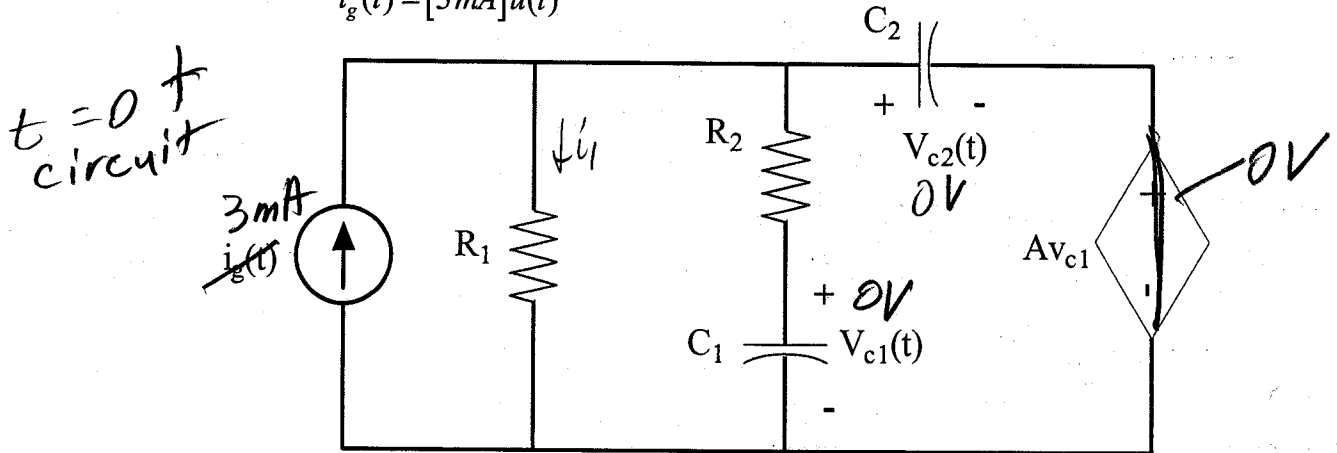 i_g(t) = [3mA]u(t)
C₂
t = 0 +
circuit
↓i₁
R₂
+ -
V_c2(t)
0V
0V
3mA
i_g(t)
R₁
+
Av_c1
-
+ 0V
C₁
V_c1(t)
-